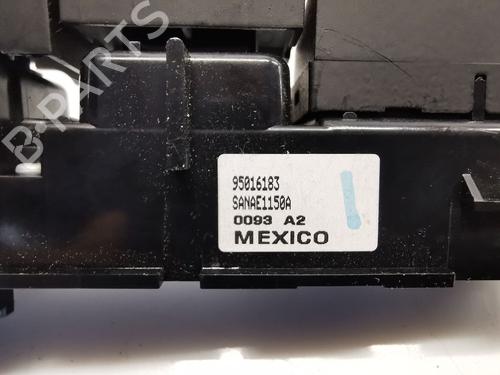 B-PARTS
95016183
SANAE1150A
0093 A2
MEXICO